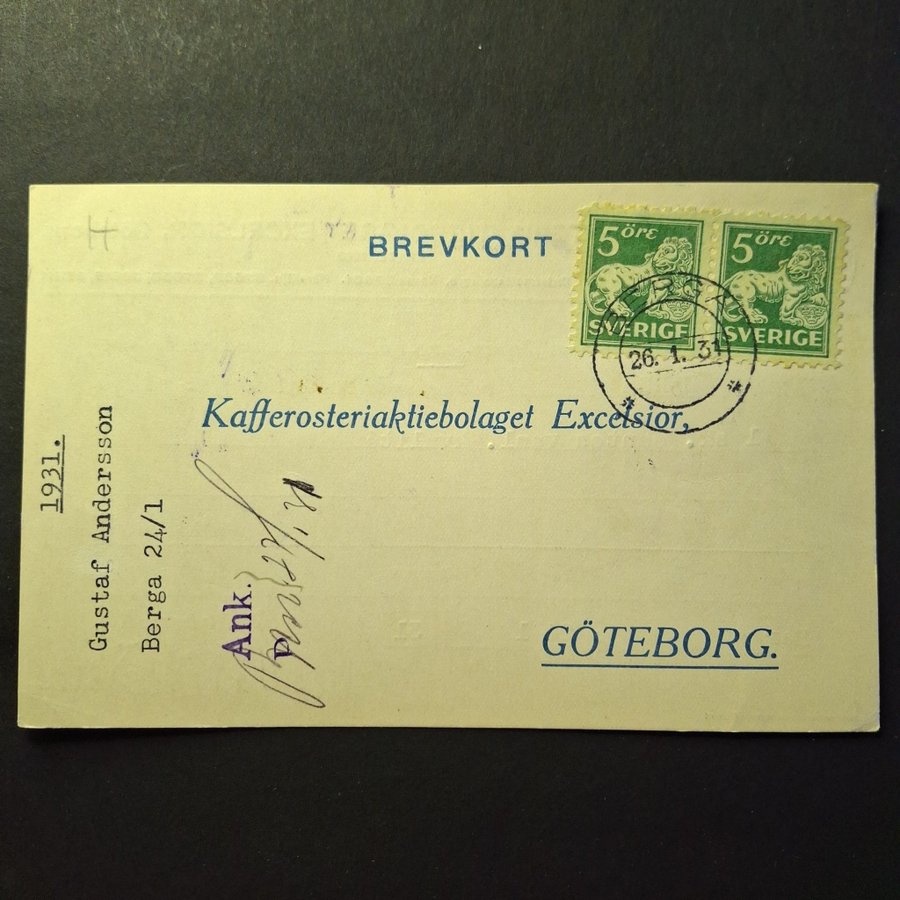 H
BREVKORT
5 öre 5 öre
SVERIGE SVERIGE
BERGA
26. 1. 31
Kafferosteriaktiebolaget Excelsior,
GÖTEBORG.
1931.
Gustaf Andersson
Berga 24/1
Ank.